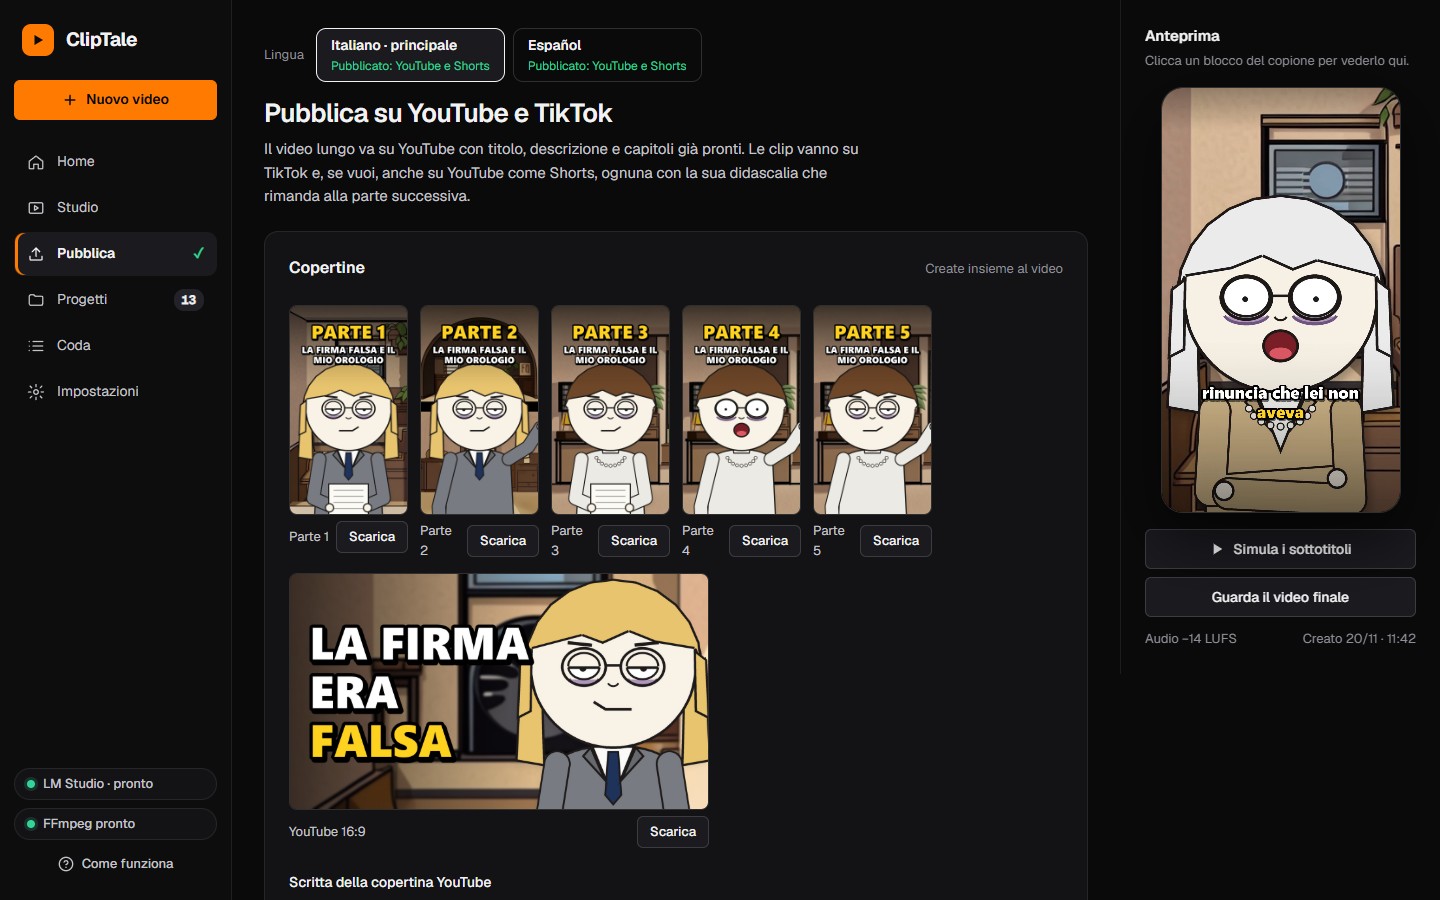 ClipTale
Nuovo video
Home
Studio
Pubblica
Progetti
13
Coda
Impostazioni
LM Studio · pronto
FFmpeg pronto
Come funziona
Lingua
Italiano · principale
Pubblicato: YouTube e Shorts
Español
Pubblicato: YouTube e Shorts
Pubblica su YouTube e TikTok
Il video lungo va su YouTube con titolo, descrizione e capitoli già pronti. Le clip vanno su
TikTok e, se vuoi, anche su YouTube come Shorts, ognuna con la sua didascalia che
rimanda alla parte successiva.
Copertine
Create insieme al video
PARTE 1
LA FIRMA FALSA E IL
MIO OROLOGIO
PARTE 2
LA FIRMA FALSA E IL
MIO OROLOGIO
PARTE 3
LA FIRMA FALSA E IL
MIO OROLOGIO
PARTE 4
LA FIRMA FALSA E IL
MIO OROLOGIO
PARTE 5
LA FIRMA FALSA E IL
MIO OROLOGIO
Parte 1
Scarica
Parte
2
Scarica
Parte
3
Scarica
Parte
4
Scarica
Parte
5
Scarica
LA FIRMA
ERA
FALSA
YouTube 16:9
Scarica
Scritta della copertina YouTube
Anteprima
Clicca un blocco del copione per vederlo qui.
rinuncia che lei non
aveva
Simula i sottotitoli
Guarda il video finale
Audio −14 LUFS
Creato 20/11 · 11:42